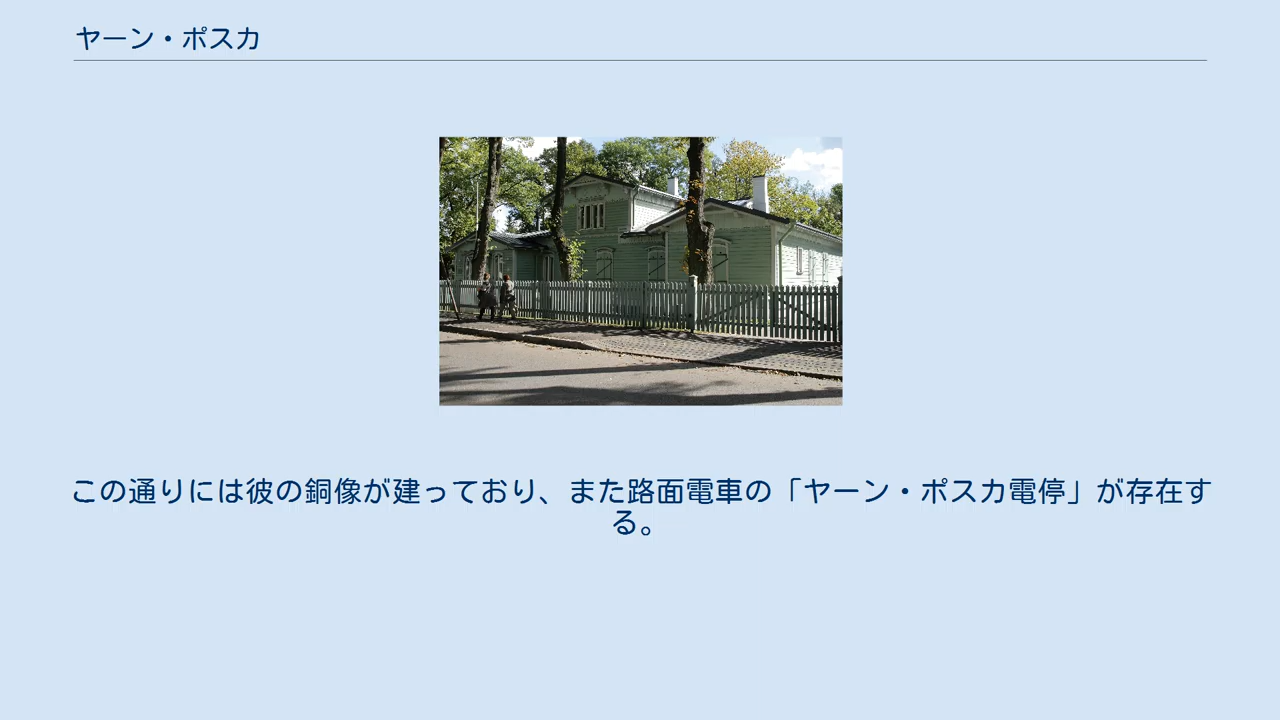 ヤーン・ポスカ
この通りには彼の銅像が建っており、また路面電車の「ヤーン・ポスカ電停」が存在す
る。